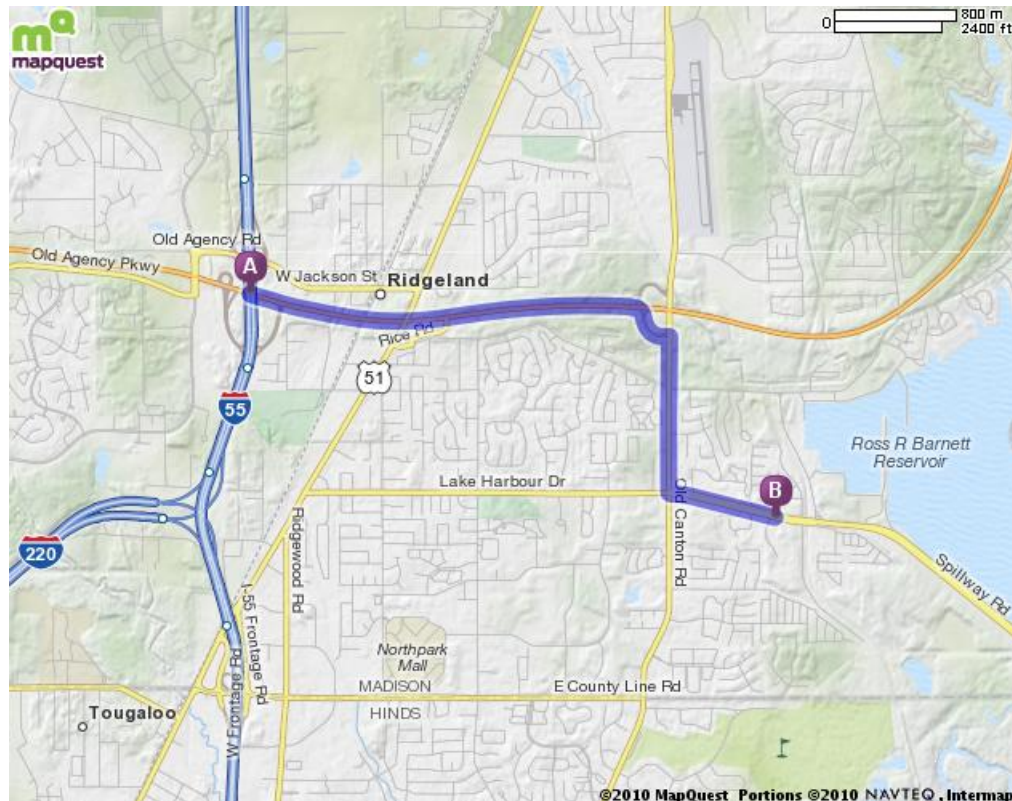 mapquest
0 800 m
2400 ft
Old Agency Rd
Old Agency Pkwy
A
W Jackson St
Ridgeland
Rice Rd
51
55
Ross R Barnett
Reservoir
Lake Harbour Dr
B
Old Canton Rd
220
Ridgewood Rd
I-55 Frontage Rd
Spillway Rd
W Frontage Rd
Northpark
Mall
MADISON
E County Line Rd
HINDS
Tougaloo
©2010 MapQuest Portions ©2010 NAVTEQ, Intermap